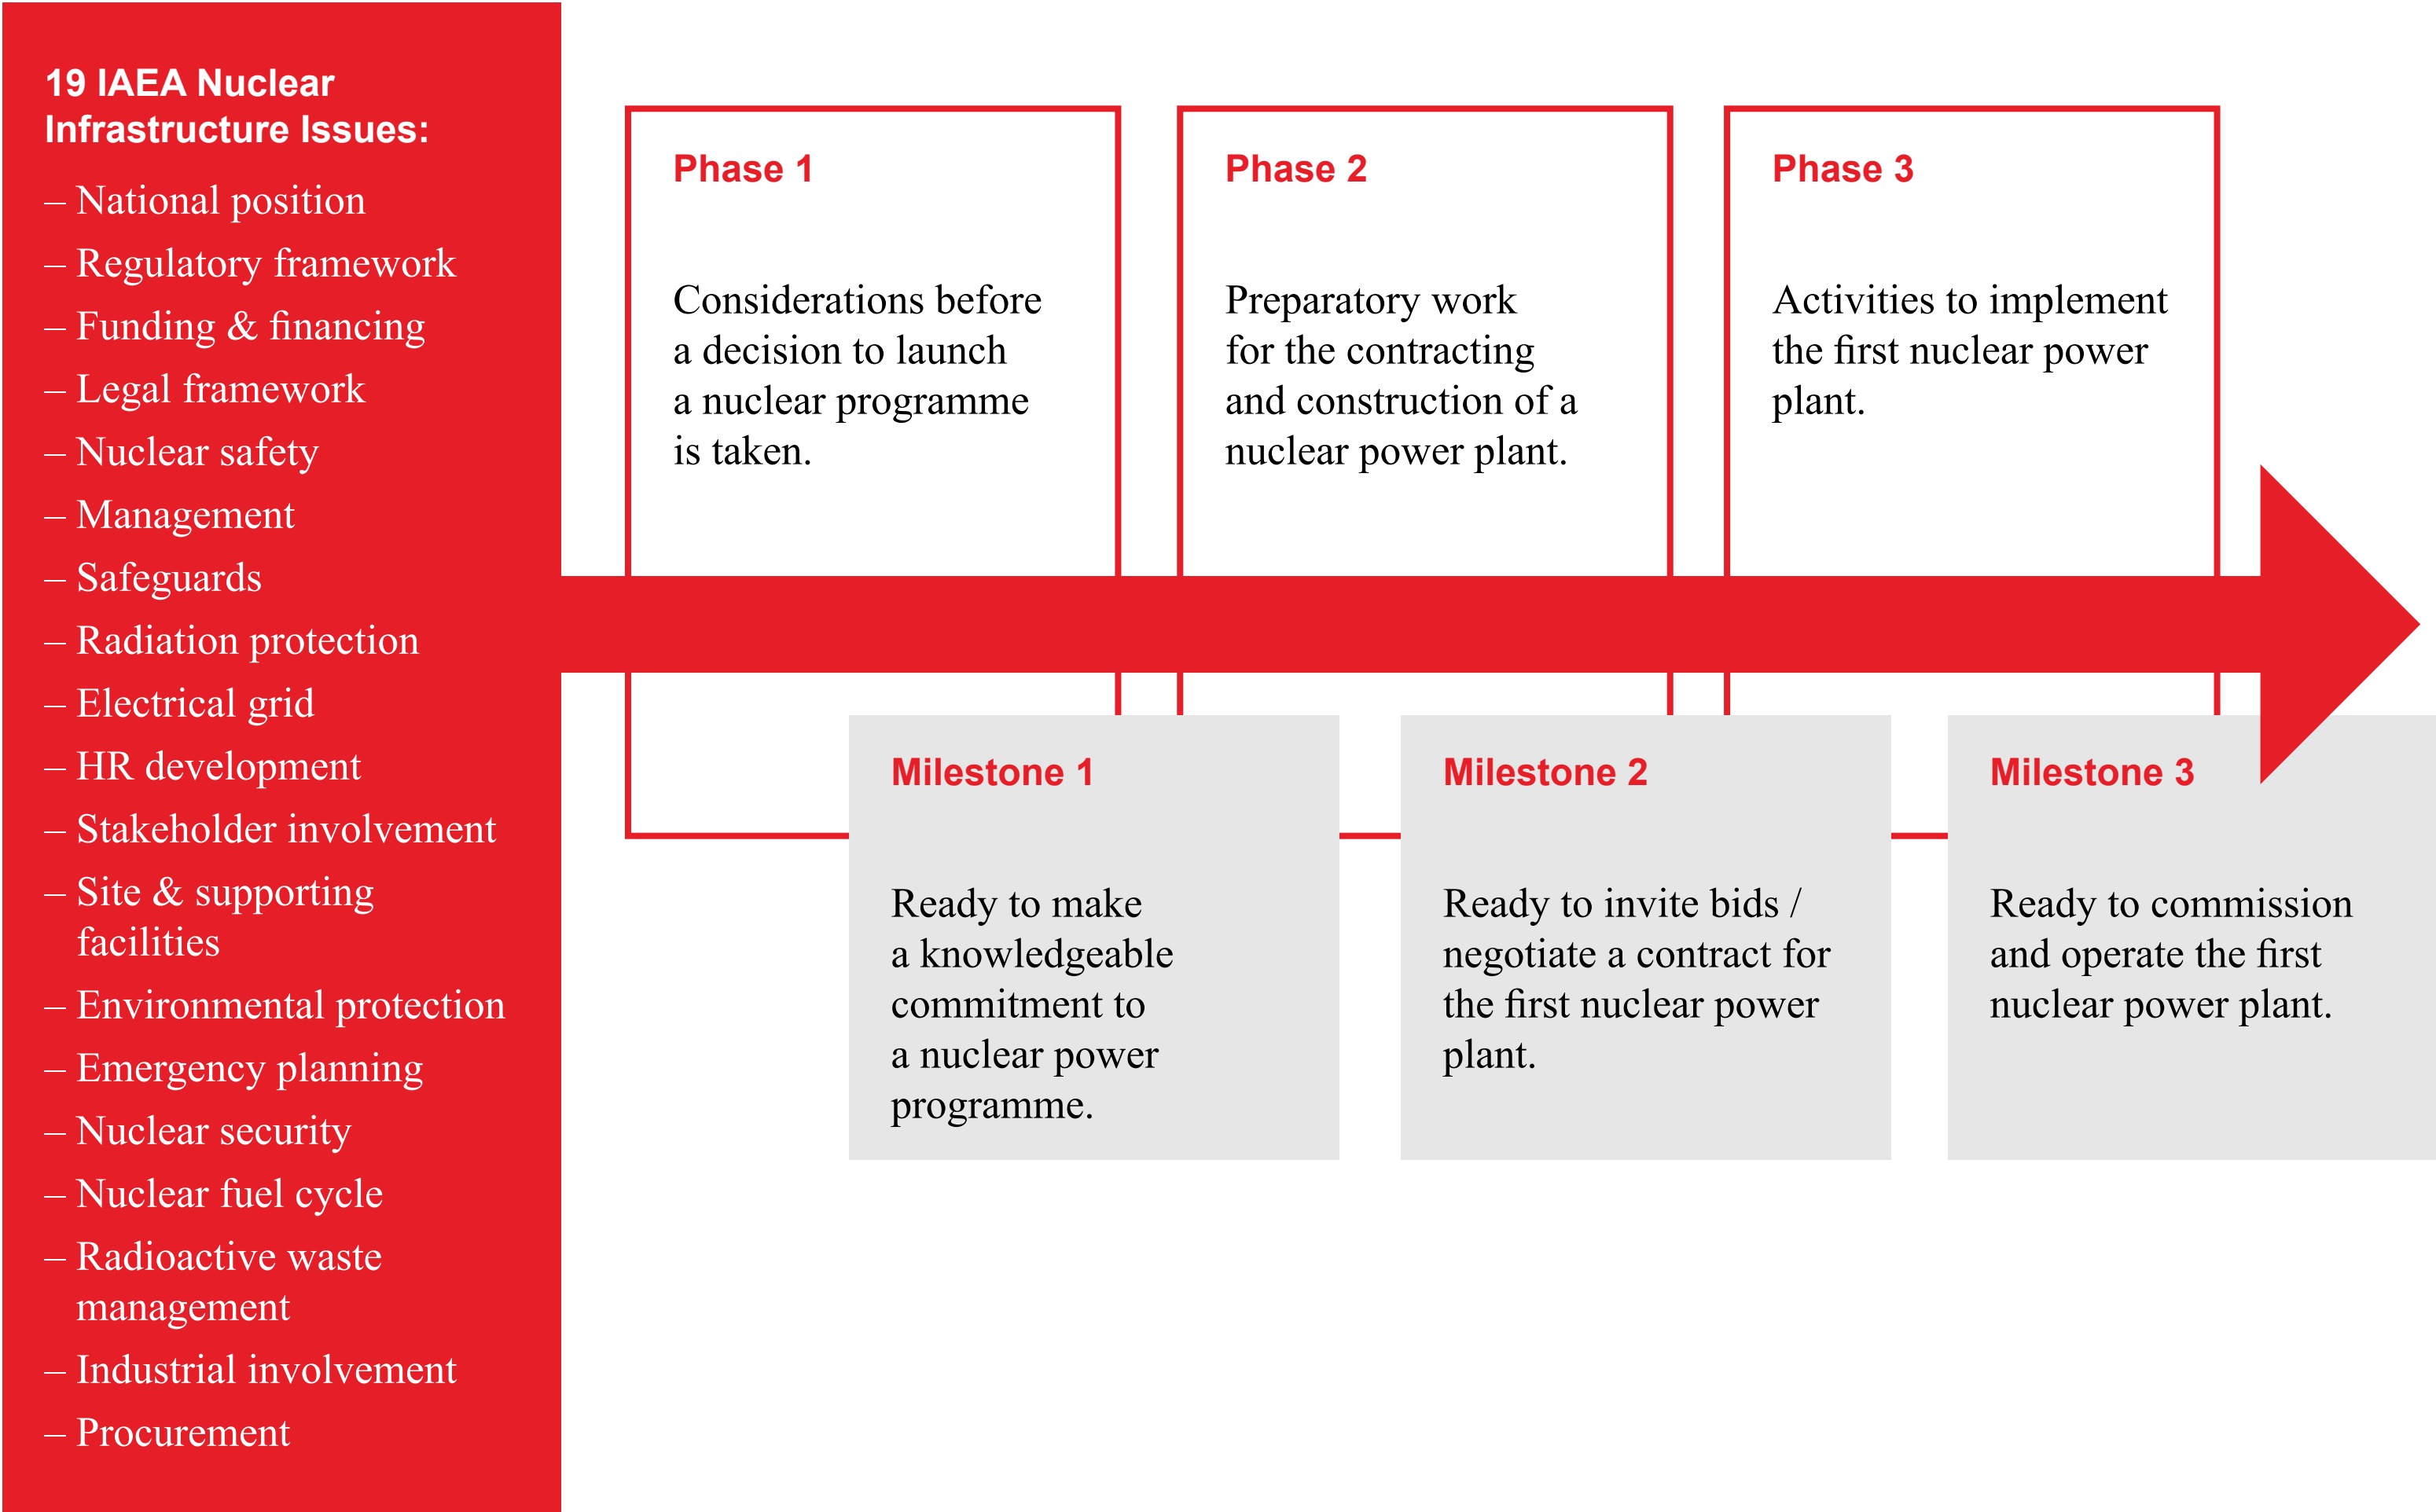 19 IAEA Nuclear
Infrastructure Issues:
– National position
– Regulatory framework
– Funding & financing
– Legal framework
– Nuclear safety
– Management
– Safeguards
– Radiation protection
– Electrical grid
– HR development
– Stakeholder involvement
– Site & supporting
facilities
– Environmental protection
– Emergency planning
– Nuclear security
– Nuclear fuel cycle
– Radioactive waste
management
– Industrial involvement
– Procurement
Phase 1
Considerations before
a decision to launch
a nuclear programme
is taken.
Phase 2
Preparatory work
for the contracting
and construction of a
nuclear power plant.
Phase 3
Activities to implement
the first nuclear power
plant.
Milestone 1
Ready to make
a knowledgeable
commitment to
a nuclear power
programme.
Milestone 2
Ready to invite bids /
negotiate a contract for
the first nuclear power
plant.
Milestone 3
Ready to commission
and operate the first
nuclear power plant.